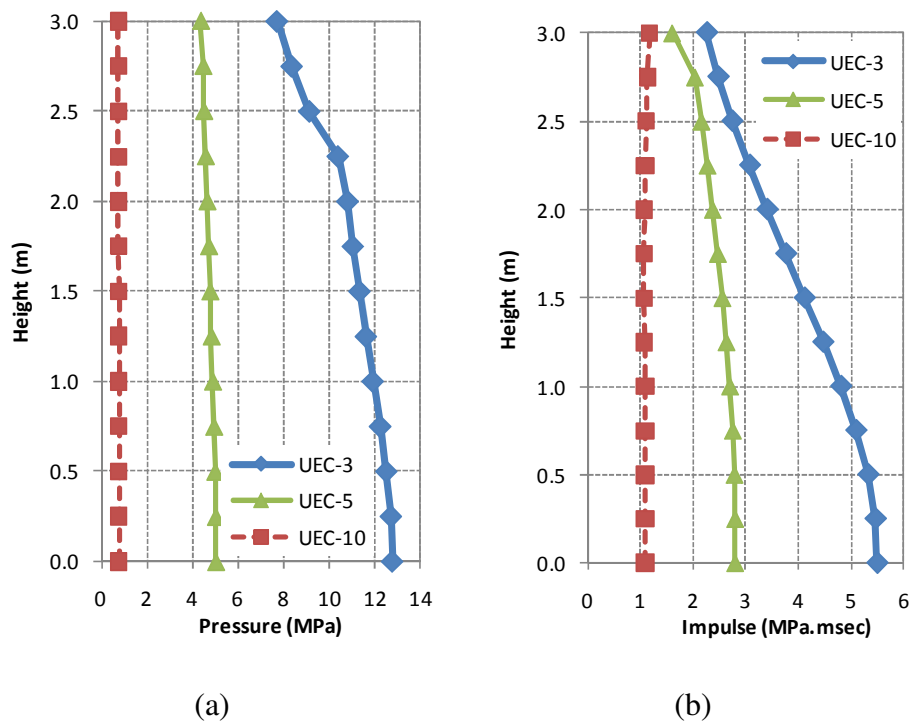 3.0
2.5
2.0
1.5
1.0
0.5
0.0
Height (m)
UEC-3
UEC-5
UEC-10
0 2 4 6 8 10 12 14
Pressure (MPa)
(a)
3.0
2.5
2.0
1.5
1.0
0.5
0.0
Height (m)
UEC-3
UEC-5
UEC-10
0 1 2 3 4 5 6
Impulse (MPa.msec)
(b)